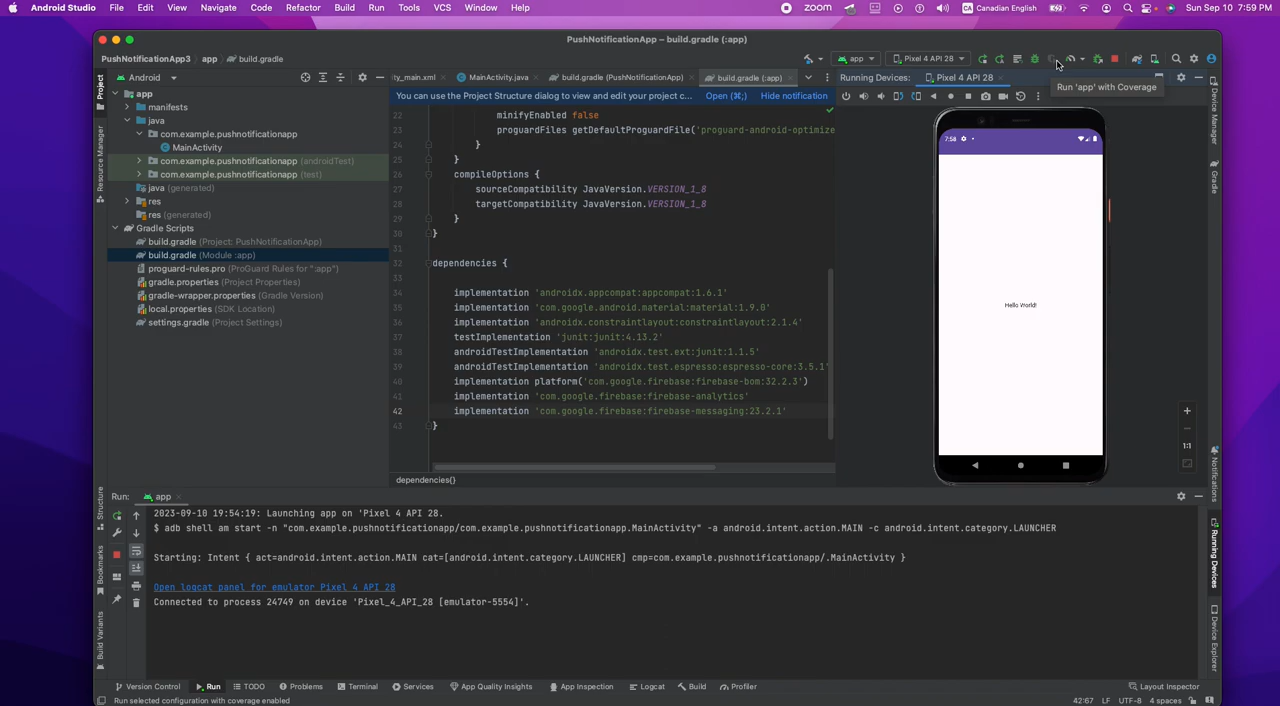 Android Studio File Edit View Navigate Code Refactor Build Run Tools VCS Window Help
ZOOM Canadian English Sun Sep 10 7:59 PM
PushNotificationApp – build.gradle (:app)
PushNotificationApp3 app build.gradle
app Pixel 4 API 28
Project
Android
ty_main.xml MainActivity.java build.gradle (PushNotificationApp) build.gradle (:app)
Running Devices: Pixel 4 API 28
Run 'app' with Coverage
You can use the Project Structure dialog to view and edit your project c... Open (⌘;) Hide notification
app
manifests
java
com.example.pushnotificationapp
MainActivity
com.example.pushnotificationapp (androidTest)
com.example.pushnotificationapp (test)
java (generated)
res
res (generated)
Gradle Scripts
build.gradle (Project: PushNotificationApp)
build.gradle (Module :app)
proguard-rules.pro (ProGuard Rules for ":app")
gradle.properties (Project Properties)
gradle-wrapper.properties (Gradle Version)
local.properties (SDK Location)
settings.gradle (Project Settings)
Resource Manager
22 minifyEnabled false
23 proguardFiles getDefaultProguardFile('proguard-android-optimize
24 }
25 }
26 compileOptions {
27 sourceCompatibility JavaVersion.VERSION_1_8
28 targetCompatibility JavaVersion.VERSION_1_8
29 }
30 }
31
32 dependencies {
33
34 implementation 'androidx.appcompat:appcompat:1.6.1'
35 implementation 'com.google.android.material:material:1.9.0'
36 implementation 'androidx.constraintlayout:constraintlayout:2.1.4'
37 testImplementation 'junit:junit:4.13.2'
38 androidTestImplementation 'androidx.test.ext:junit:1.1.5'
39 androidTestImplementation 'androidx.test.espresso:espresso-core:3.5.1'
40 implementation platform('com.google.firebase:firebase-bom:32.2.3')
41 implementation 'com.google.firebase:firebase-analytics'
42 implementation 'com.google.firebase:firebase-messaging:23.2.1'
43 }
dependencies{}
7:58
Hello World!
1:1
Device Manager
Gradle
Notifications
Running Devices
Device Explorer
Structure
Bookmarks
Build Variants
Run: app
2023-09-10 19:54:19: Launching app on 'Pixel 4 API 28.
$ adb shell am start -n "com.example.pushnotificationapp/com.example.pushnotificationapp.MainActivity" -a android.intent.action.MAIN -c android.intent.category.LAUNCHER
Starting: Intent { act=android.intent.action.MAIN cat=[android.intent.category.LAUNCHER] cmp=com.example.pushnotificationapp/.MainActivity }
Open logcat panel for emulator Pixel 4 API 28
Connected to process 24749 on device 'Pixel_4_API_28 [emulator-5554]'.
Version Control Run TODO Problems Terminal Services App Quality Insights App Inspection Logcat Build Profiler Layout Inspector
Run selected configuration with coverage enabled 42:67 LF UTF-8 4 spaces